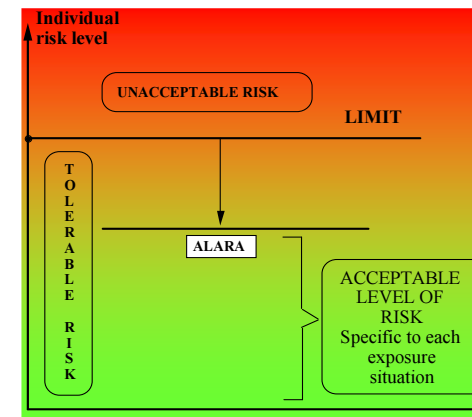 Individual
risk level
UNACCEPTABLE RISK
LIMIT
T
O
L
E
R
A
B
L
E
R
I
S
K
ALARA
ACCEPTABLE
LEVEL OF
RISK
Specific to each
exposure
situation